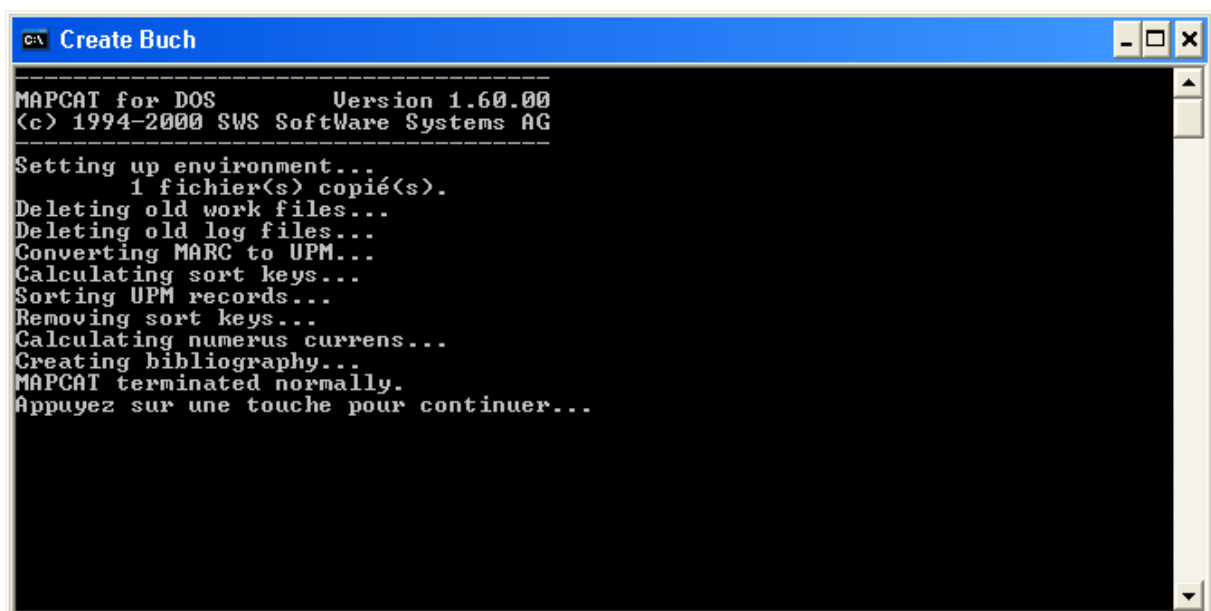 Create Buch
---------------------------------------
MAPCAT for DOS         Version 1.60.00
(c) 1994-2000 SWS SoftWare Systems AG
---------------------------------------
Setting up environment...
        1 fichier(s) copié(s).
Deleting old work files...
Deleting old log files...
Converting MARC to UPM...
Calculating sort keys...
Sorting UPM records...
Removing sort keys...
Calculating numerus currens...
Creating bibliography...
MAPCAT terminated normally.
Appuyez sur une touche pour continuer...